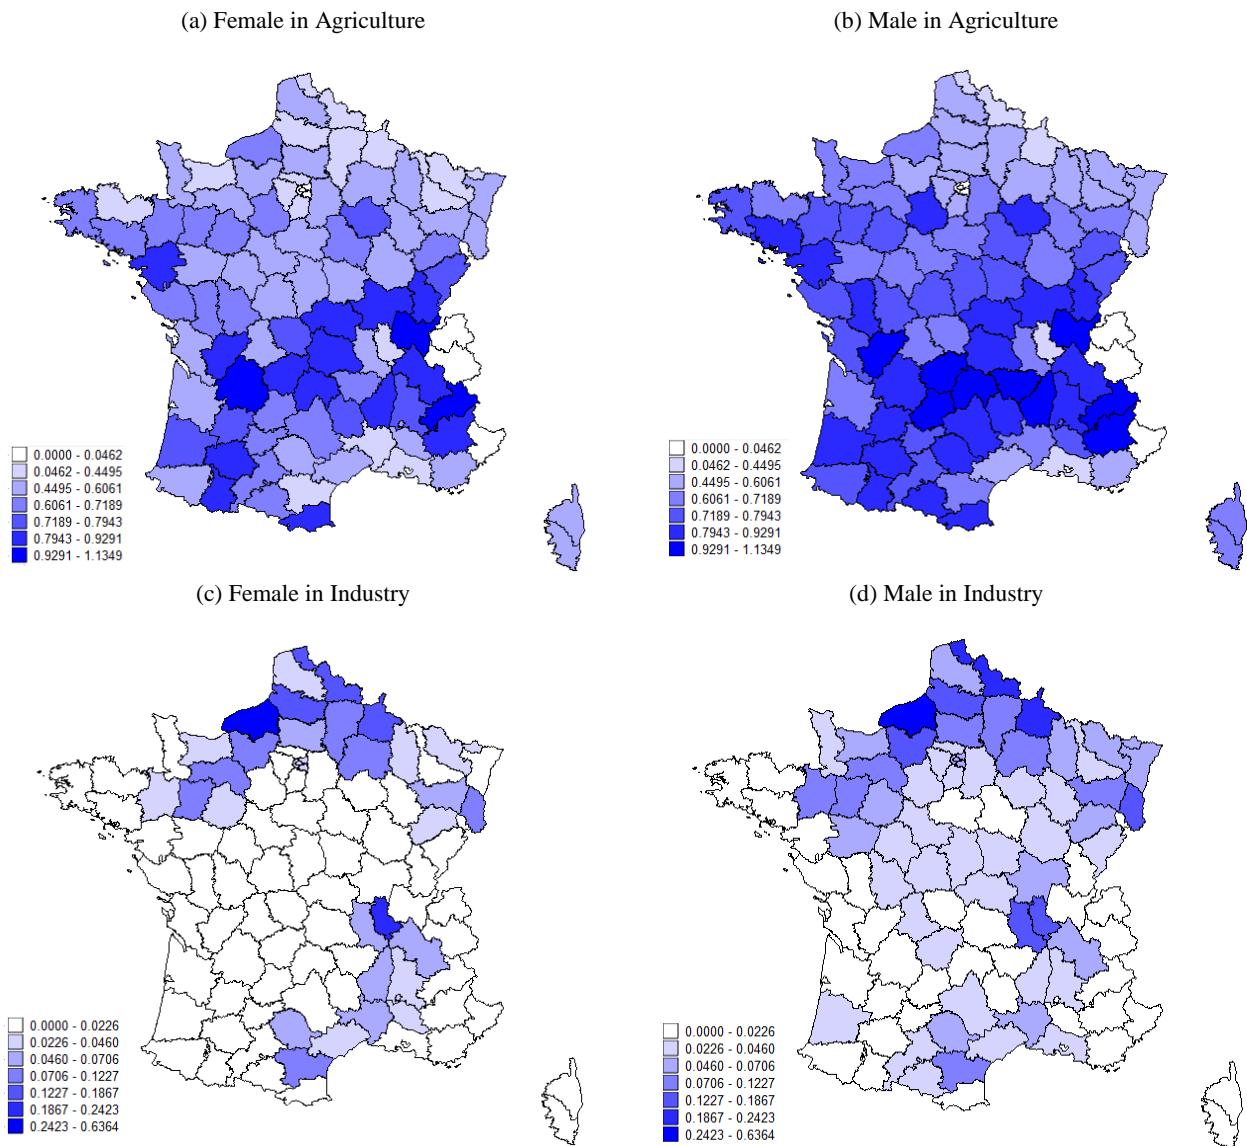 (a) Female in Agriculture
(b) Male in Agriculture
0.0000 - 0.0462
0.0462 - 0.4495
0.4495 - 0.6061
0.6061 - 0.7189
0.7189 - 0.7943
0.7943 - 0.9291
0.9291 - 1.1349
0.0000 - 0.0462
0.0462 - 0.4495
0.4495 - 0.6061
0.6061 - 0.7189
0.7189 - 0.7943
0.7943 - 0.9291
0.9291 - 1.1349
(c) Female in Industry
(d) Male in Industry
0.0000 - 0.0226
0.0226 - 0.0460
0.0460 - 0.0706
0.0706 - 0.1227
0.1227 - 0.1867
0.1867 - 0.2423
0.2423 - 0.6364
0.0000 - 0.0226
0.0226 - 0.0460
0.0460 - 0.0706
0.0706 - 0.1227
0.1227 - 0.1867
0.1867 - 0.2423
0.2423 - 0.6364